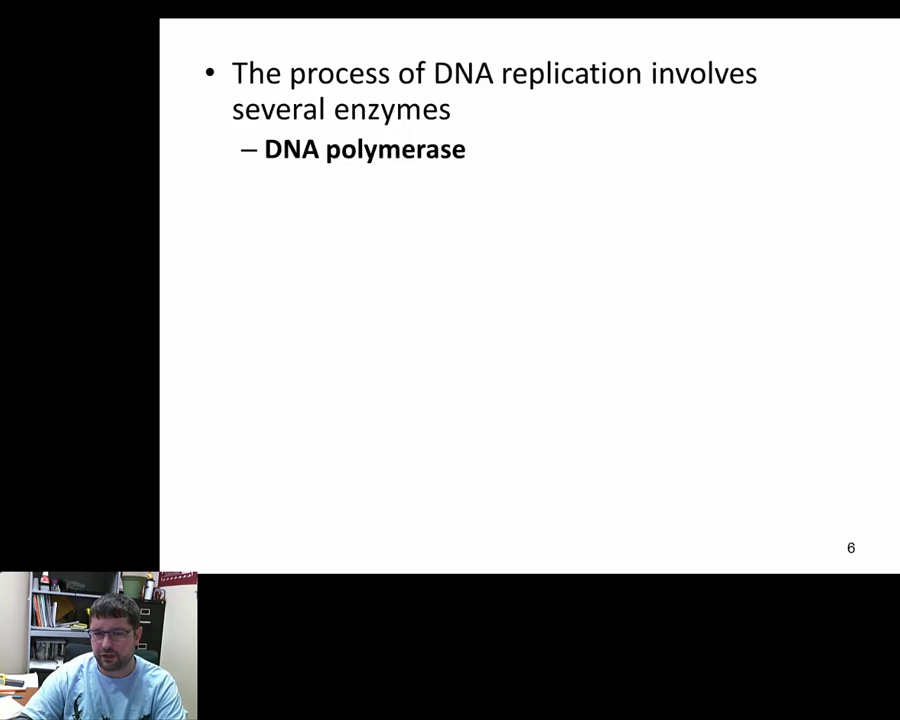 • The process of DNA replication involves
several enzymes
– DNA polymerase
6